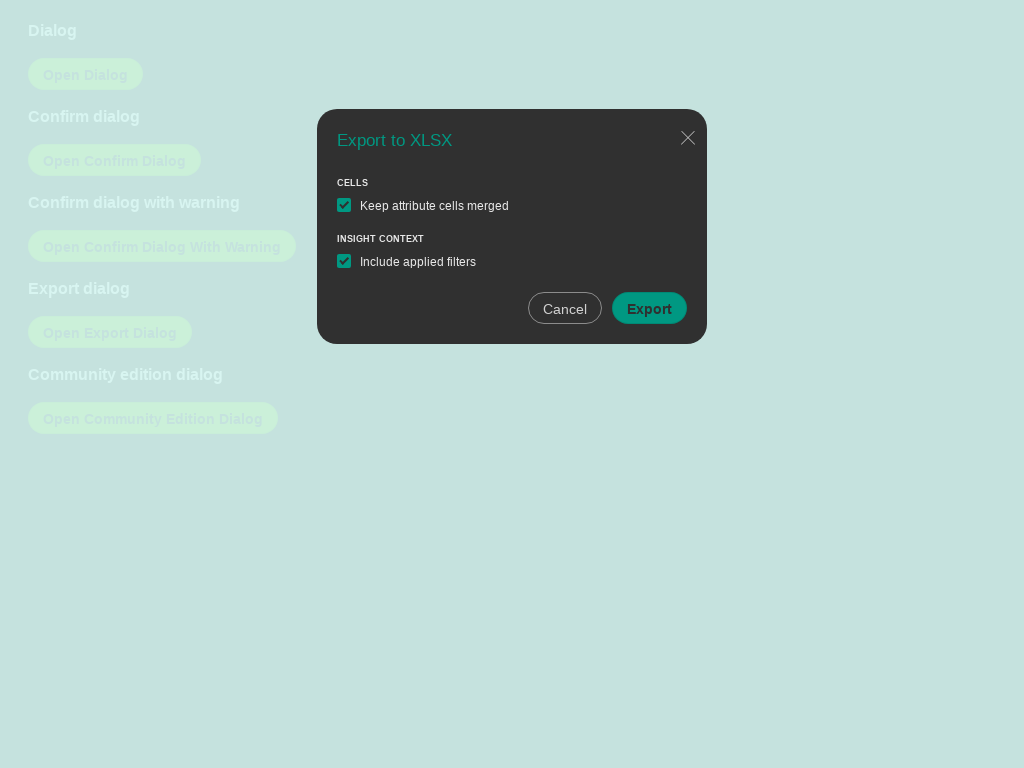 Dialog
Open Dialog
Confirm dialog
Open Confirm Dialog
Confirm dialog with warning
Open Confirm Dialog With Warning
Export dialog
Open Export Dialog
Community edition dialog
Open Community Edition Dialog
Export to XLSX
CELLS
Keep attribute cells merged
INSIGHT CONTEXT
Include applied filters
Cancel
Export